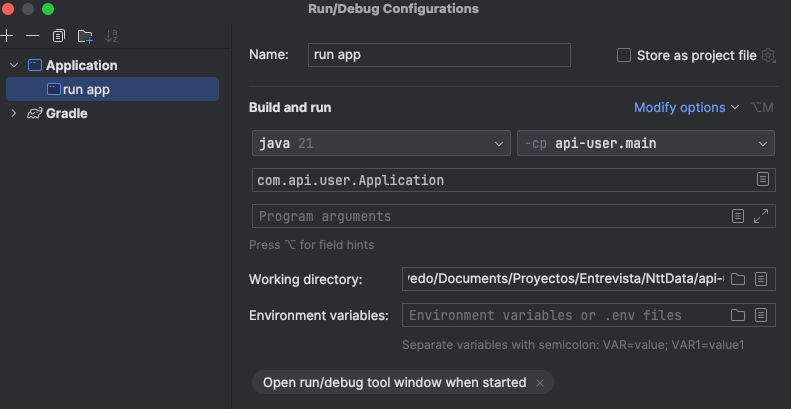 Run/Debug Configurations
Application
run app
Gradle
Name: run app
Store as project file
Build and run
Modify options ⌥M
java 21
-cp api-user.main
com.api.user.Application
Program arguments
Press ⌥ for field hints
Working directory: /Documents/Proyectos/Entrevista/NttData/api-
Environment variables: Environment variables or .env files
Separate variables with semicolon: VAR=value; VAR1=value1
Open run/debug tool window when started ×